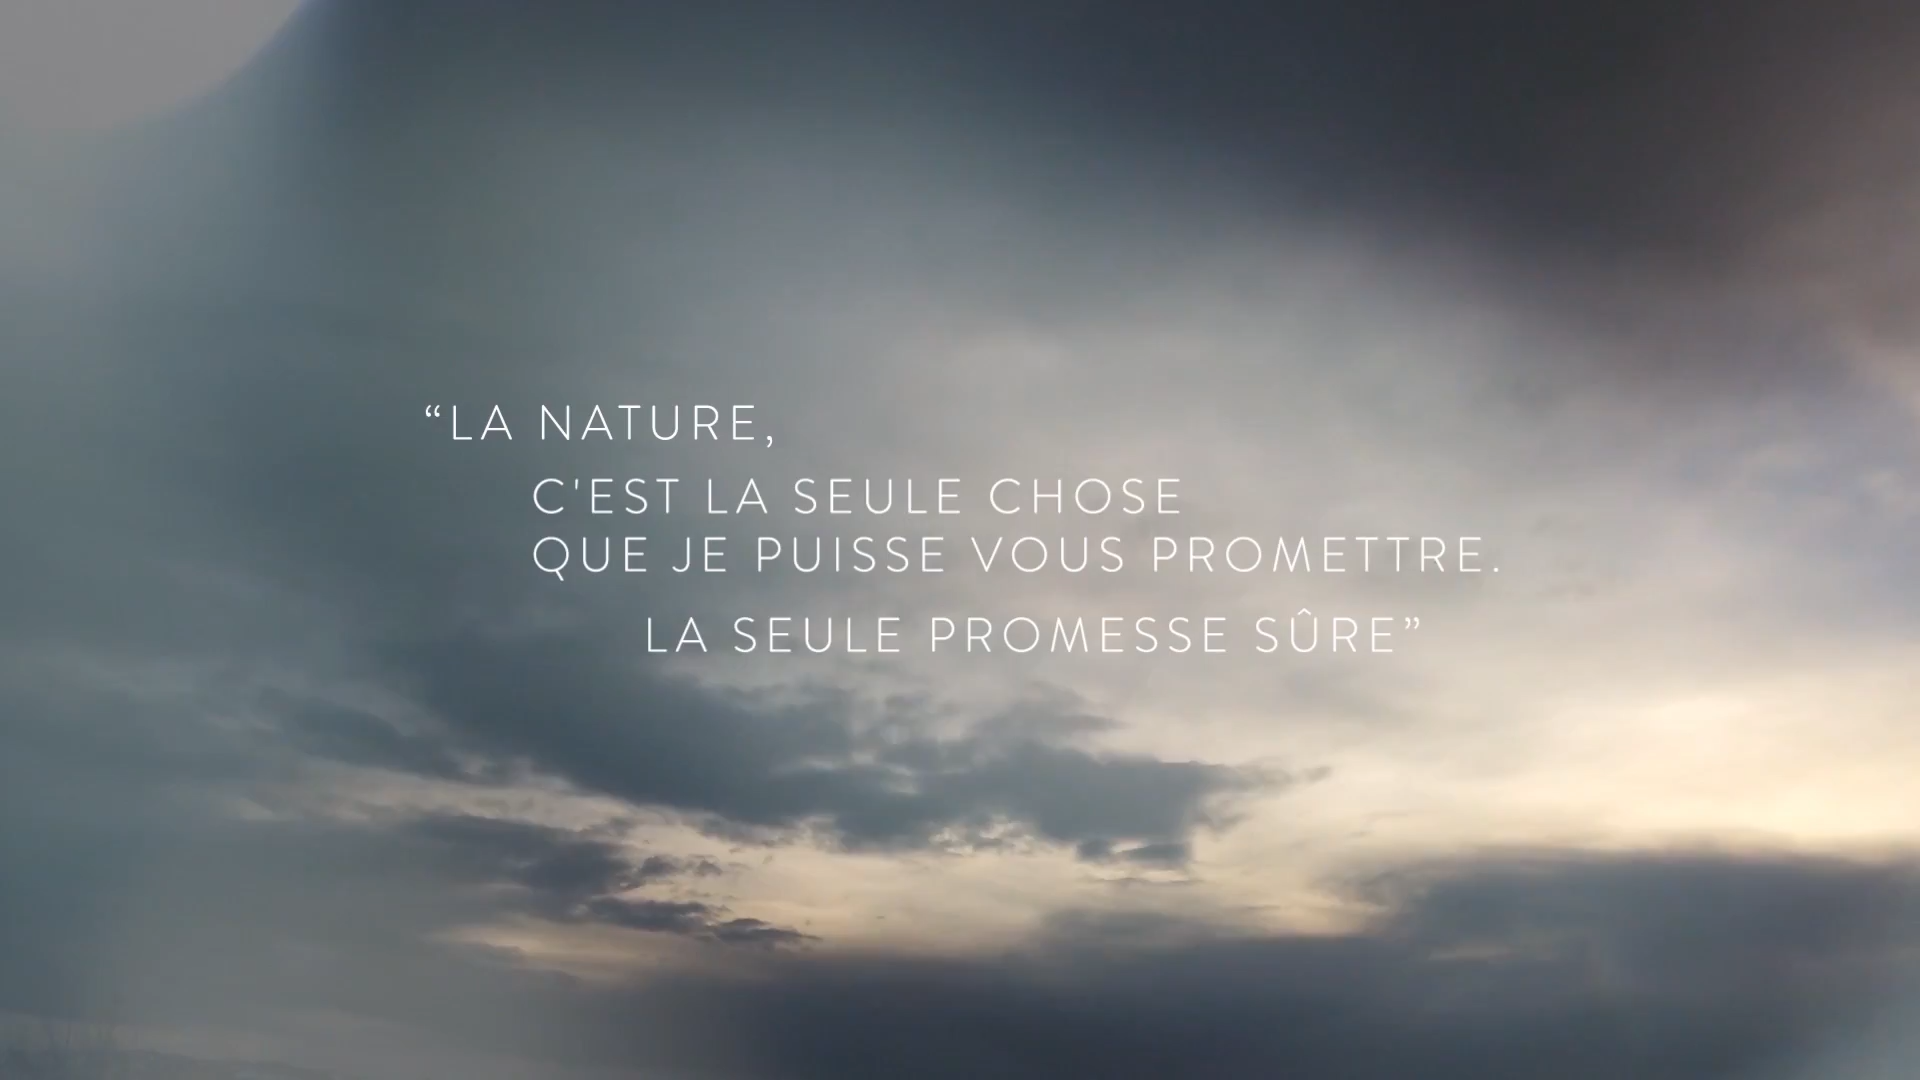 “LA NATURE,
C'EST LA SEULE CHOSE
QUE JE PUISSE VOUS PROMETTRE.
LA SEULE PROMESSE SÛRE”